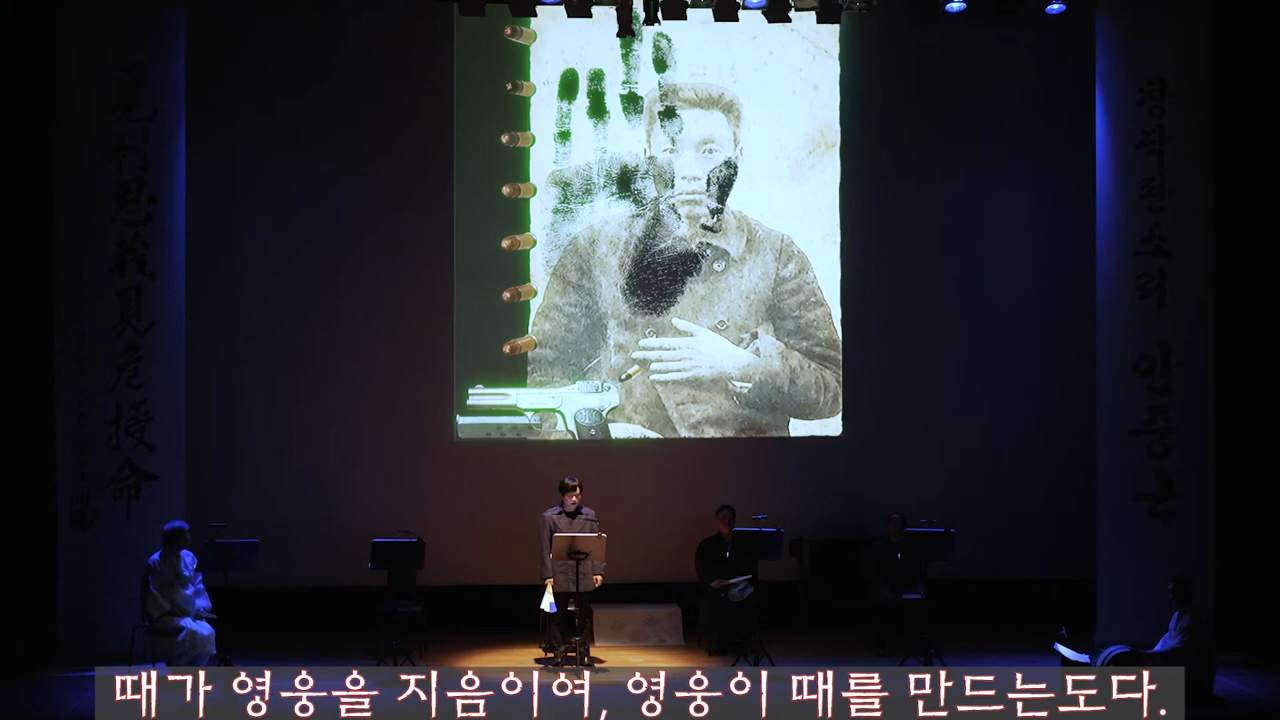 見利思義見危授命
창작판소리 안중근
때가 영웅을 지음이여, 영웅이 때를 만드는도다.